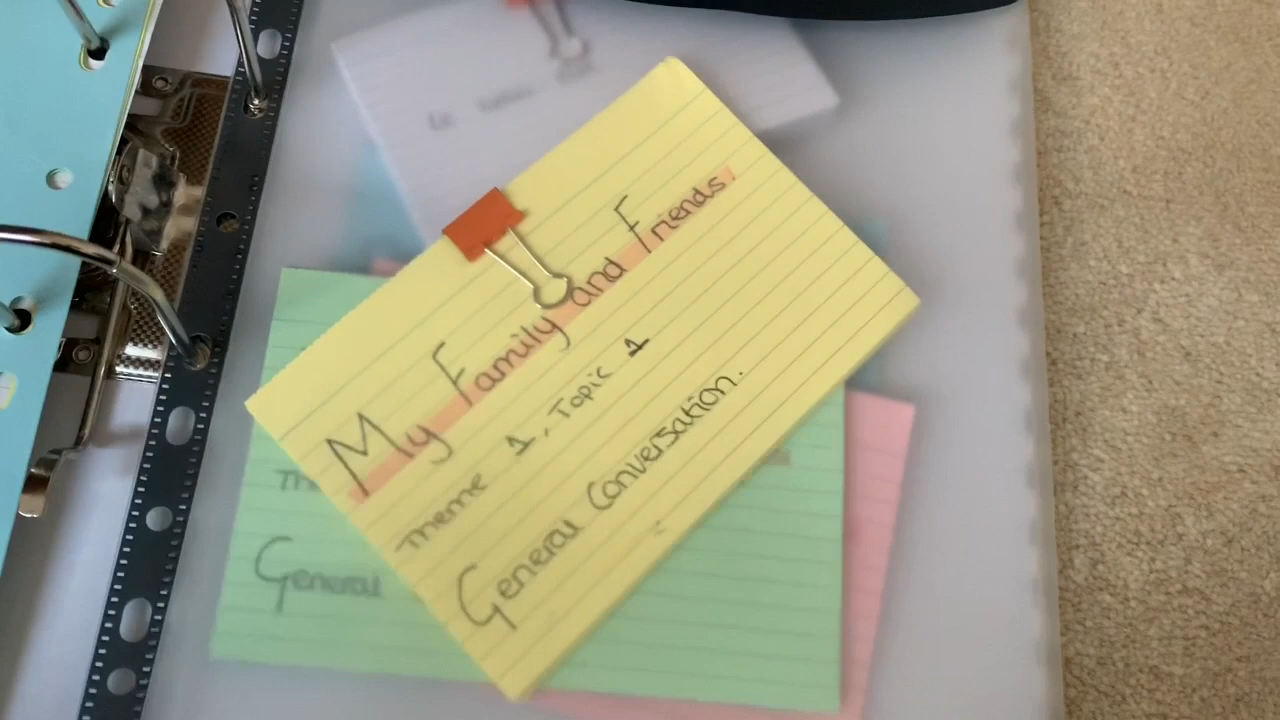 My Family and Friends.
Theme 1, Topic 1
General Conversation.
General